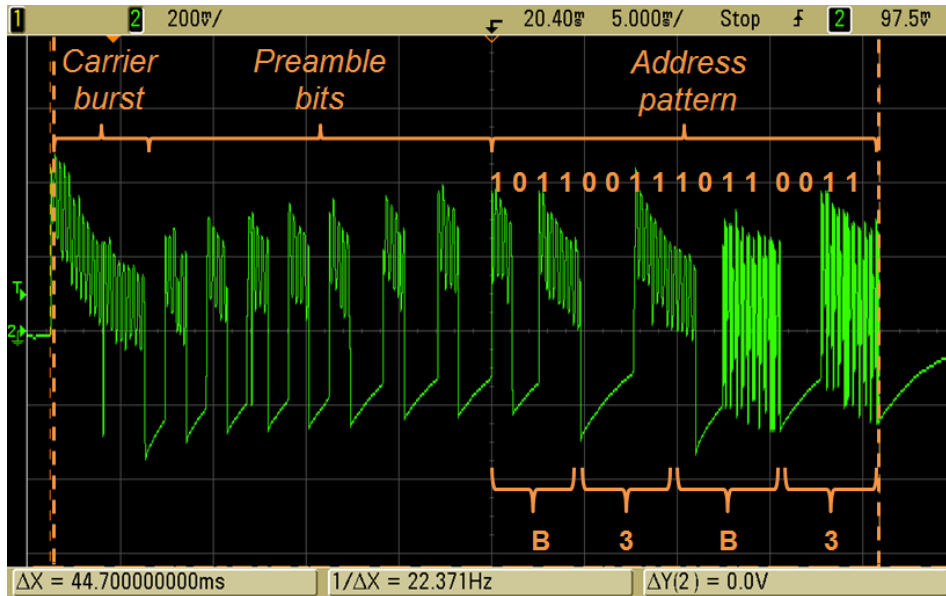 1 2 200mV/ 20.40ms 5.000ms/ Stop 2 97.5mV
Carrier burst
Preamble bits
Address pattern
1 0 1 1 0 0 1 1 1 0 1 1 0 0 1 1
T
2
B 3 B 3
ΔX = 44.700000000ms 1/ΔX = 22.371Hz ΔY(2) = 0.0V